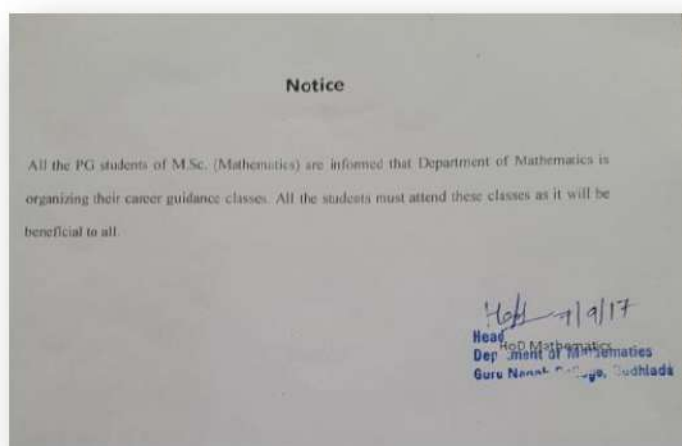 Notice
All the PG students of M.Sc. (Mathematics) are informed that Department of Mathematics is
organizing their career guidance classes. All the students must attend these classes as it will be
beneficial to all.
9/9/17
Head
HoD Mathematics
Department of Mathematics
Guru Nanak Budhlada